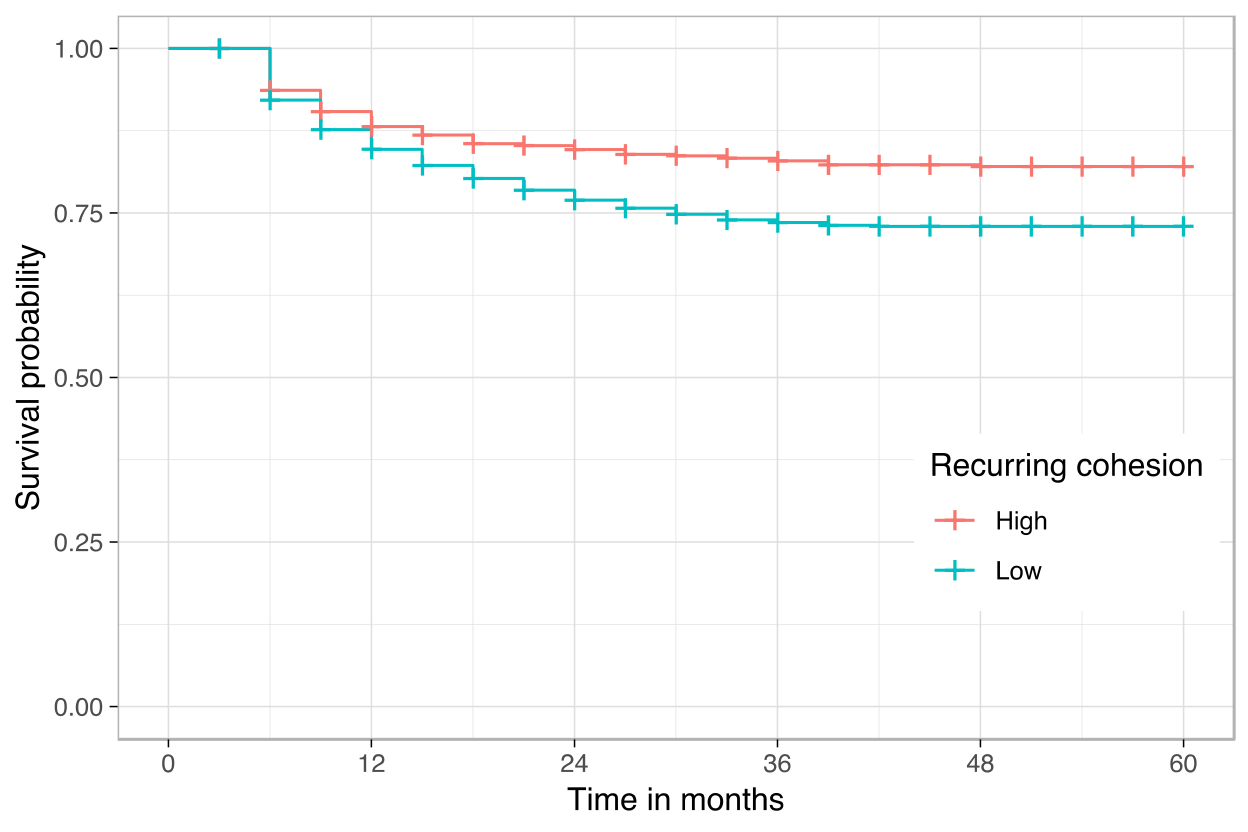 Survival probability
1.00
0.75
0.50
0.25
0.00
Recurring cohesion
High
Low
0 12 24 36 48 60
Time in months